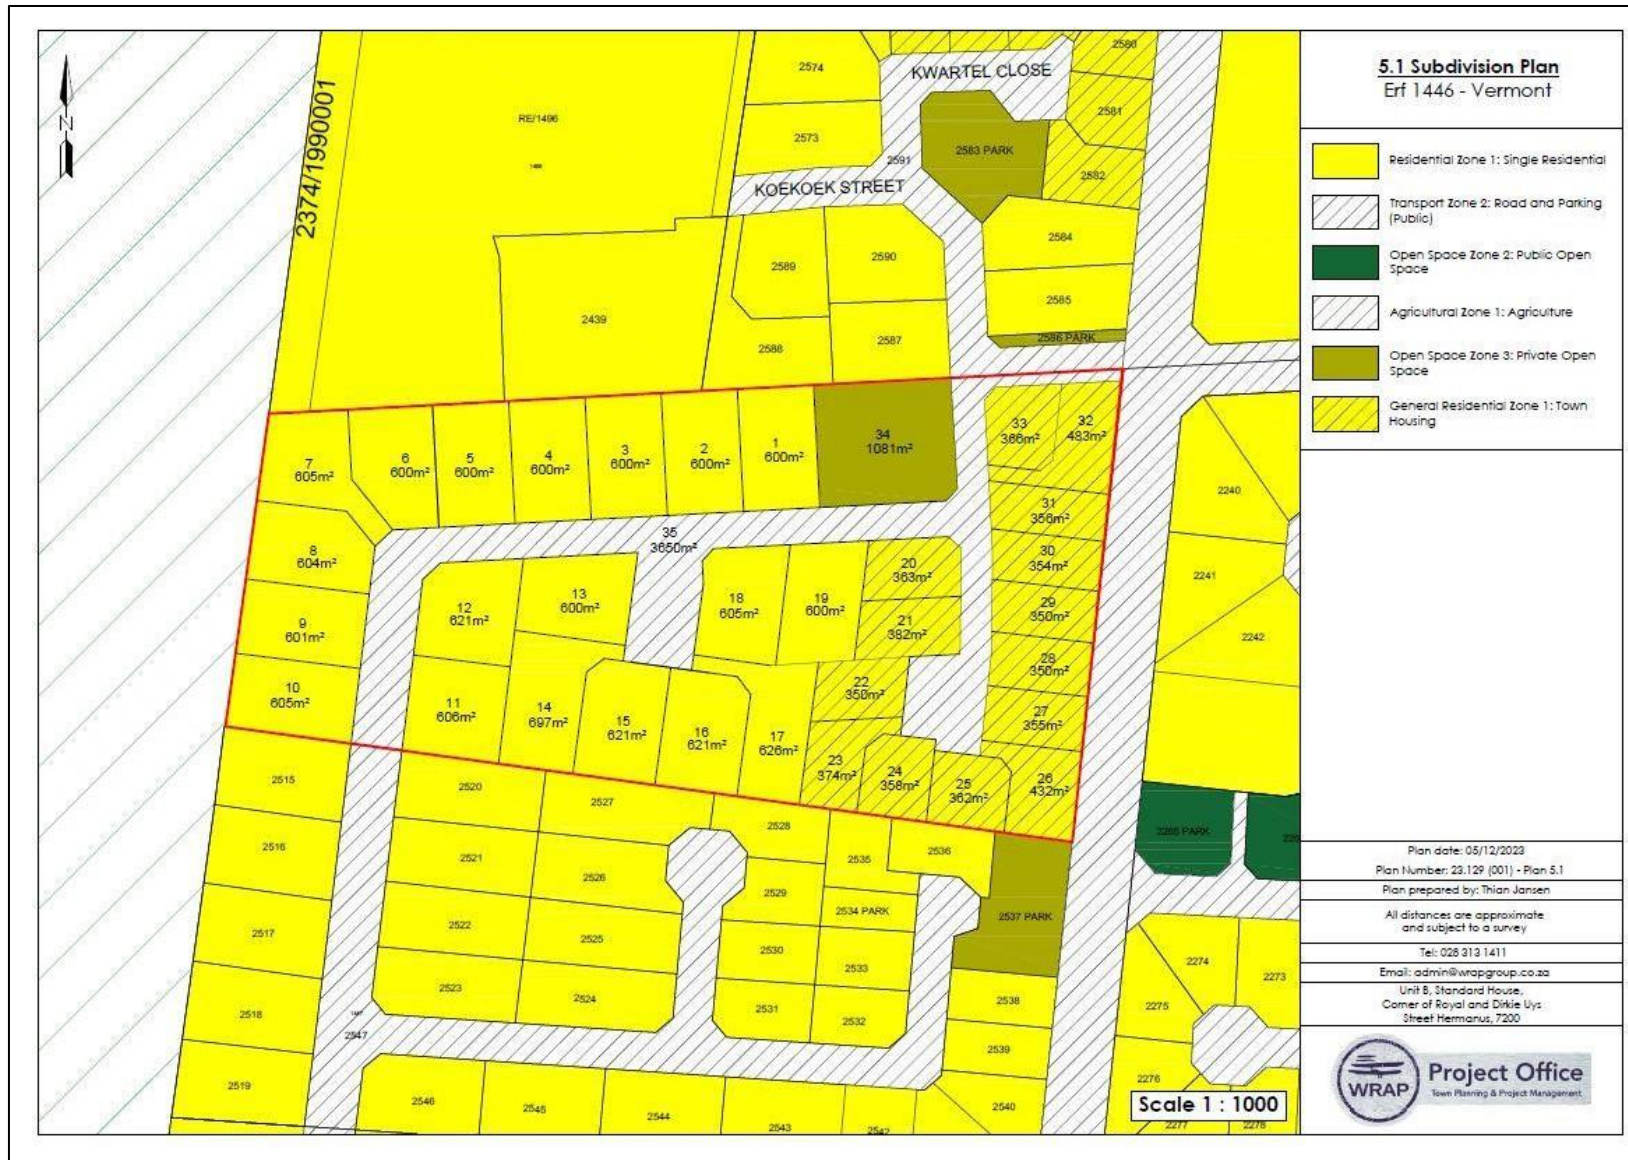 5.1 Subdivision Plan
Erf 1446 - Vermont
Residential Zone 1: Single Residential
Transport Zone 2: Road and Parking
(Public)
Open Space Zone 2: Public Open
Space
Agricultural Zone 1: Agriculture
Open Space Zone 3: Private Open
Space
General Residential Zone 1: Town
Housing
N
2374/1990001
RE/1496
2574
2573
KWARTEL CLOSE
2580
2581
2583 PARK
2582
2591
KOEKOEK STREET
2584
2585
2586 PARK
2589
2590
2587
2588
2439
7
605m²
6
600m²
5
600m²
4
600m²
3
600m²
2
600m²
1
600m²
34
1081m²
33
366m²
32
483m²
31
356m²
30
354m²
29
350m²
28
350m²
27
355m²
26
432m²
35
3650m²
8
604m²
9
601m²
10
605m²
12
621m²
13
600m²
18
605m²
19
600m²
20
363m²
21
382m²
22
350m²
11
606m²
14
697m²
15
621m²
16
621m²
17
626m²
23
374m²
24
358m²
25
362m²
2240
2241
2242
2515
2516
2517
2518
2519
2520
2521
2522
2523
2527
2526
2525
2524
2528
2529
2530
2531
2535
2534 PARK
2533
2532
2536
2537 PARK
2538
2539
2540
2547
2546
2545
2544
2543
2542
2265 PARK
2274
2273
2275
2276
2277
2278
Scale 1 : 1000
Plan date: 05/12/2023
Plan Number: 23.129 (001) - Plan 5.1
Plan prepared by: Thian Jansen
All distances are approximate
and subject to a survey
Tel: 028 313 1411
Email: admin@wrapgroup.co.za
Unit B, Standard House,
Corner of Royal and Dirkie Uys
Street Hermanus, 7200
WRAP
Project Office
Town Planning & Project Management